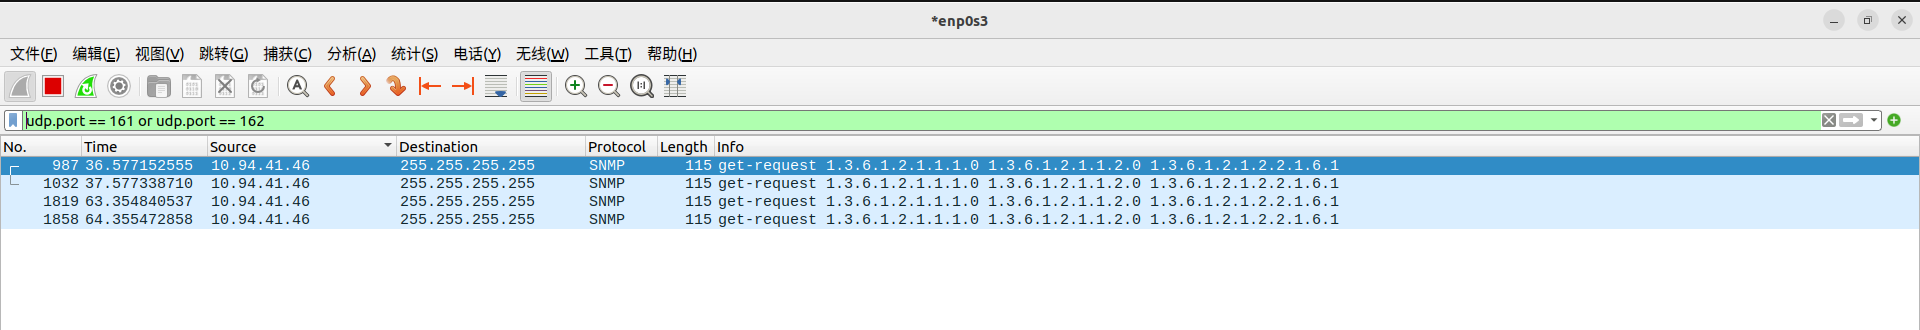 *enp0s3
文件(F) 编辑(E) 视图(V) 跳转(G) 捕获(C) 分析(A) 统计(S) 电话(Y) 无线(W) 工具(T) 帮助(H)
udp.port == 161 or udp.port == 162
No. Time Source Destination Protocol Length Info
987 36.577152555 10.94.41.46 255.255.255.255 SNMP 115 get-request 1.3.6.1.2.1.1.1.0 1.3.6.1.2.1.1.2.0 1.3.6.1.2.1.2.2.1.6.1
1032 37.577338710 10.94.41.46 255.255.255.255 SNMP 115 get-request 1.3.6.1.2.1.1.1.0 1.3.6.1.2.1.1.2.0 1.3.6.1.2.1.2.2.1.6.1
1819 63.354840537 10.94.41.46 255.255.255.255 SNMP 115 get-request 1.3.6.1.2.1.1.1.0 1.3.6.1.2.1.1.2.0 1.3.6.1.2.1.2.2.1.6.1
1858 64.355472858 10.94.41.46 255.255.255.255 SNMP 115 get-request 1.3.6.1.2.1.1.1.0 1.3.6.1.2.1.1.2.0 1.3.6.1.2.1.2.2.1.6.1